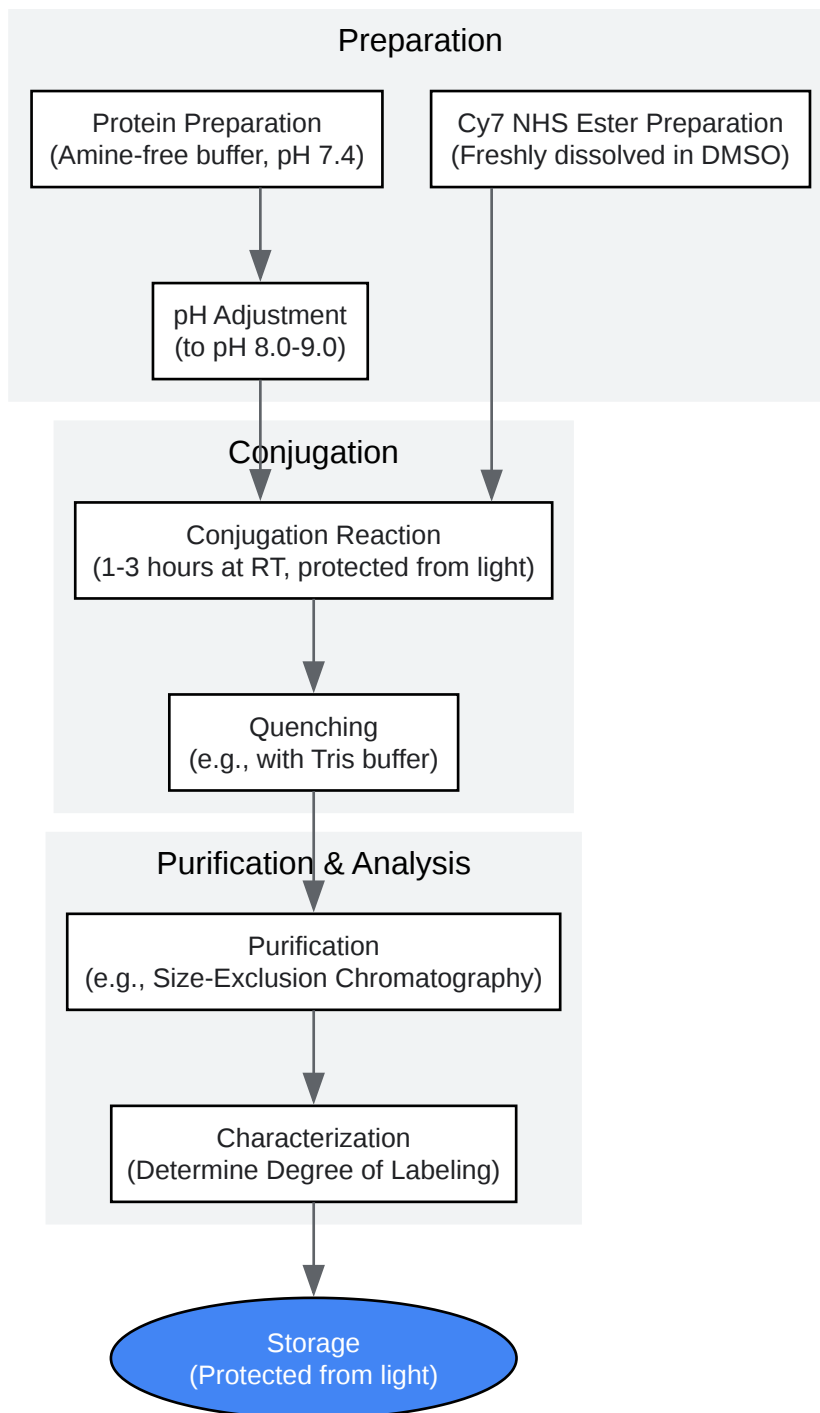 Preparation
Protein Preparation
(Amine-free buffer, pH 7.4)
Cy7 NHS Ester Preparation
(Freshly dissolved in DMSO)
pH Adjustment
(to pH 8.0-9.0)
Conjugation
Conjugation Reaction
(1-3 hours at RT, protected from light)
Quenching
(e.g., with Tris buffer)
Purification & Analysis
Purification
(e.g., Size-Exclusion Chromatography)
Characterization
(Determine Degree of Labeling)
Storage
(Protected from light)